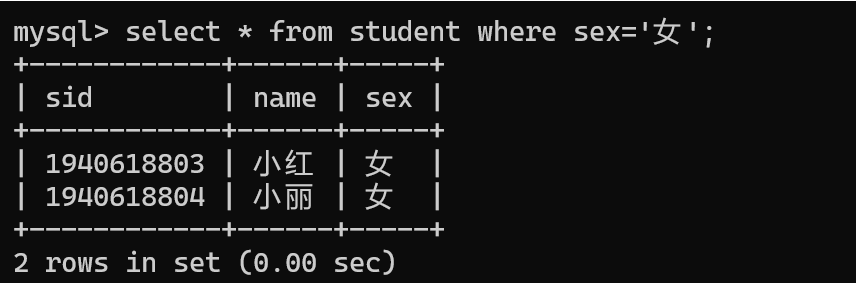 mysql> select * from student where sex='女';
+------------+------+-----+
| sid        | name | sex |
+------------+------+-----+
| 1940618803 | 小红 | 女  |
| 1940618804 | 小丽 | 女  |
+------------+------+-----+
2 rows in set (0.00 sec)